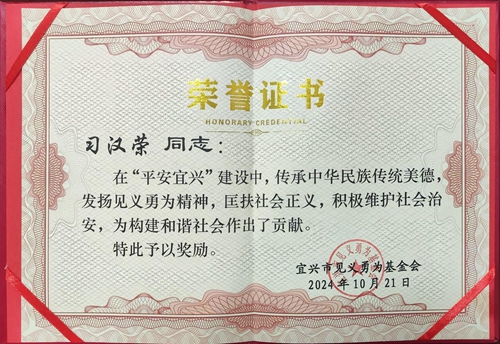 荣誉证书
HONORARY CREDENTIAL
习汉荣 同志：
在“平安宜兴”建设中，传承中华民族传统美德，
发扬见义勇为精神，匡扶社会正义，积极维护社会治
安，为构建和谐社会作出了贡献。
特此予以奖励。
宜兴市见义勇为基金会
2024年10月21日